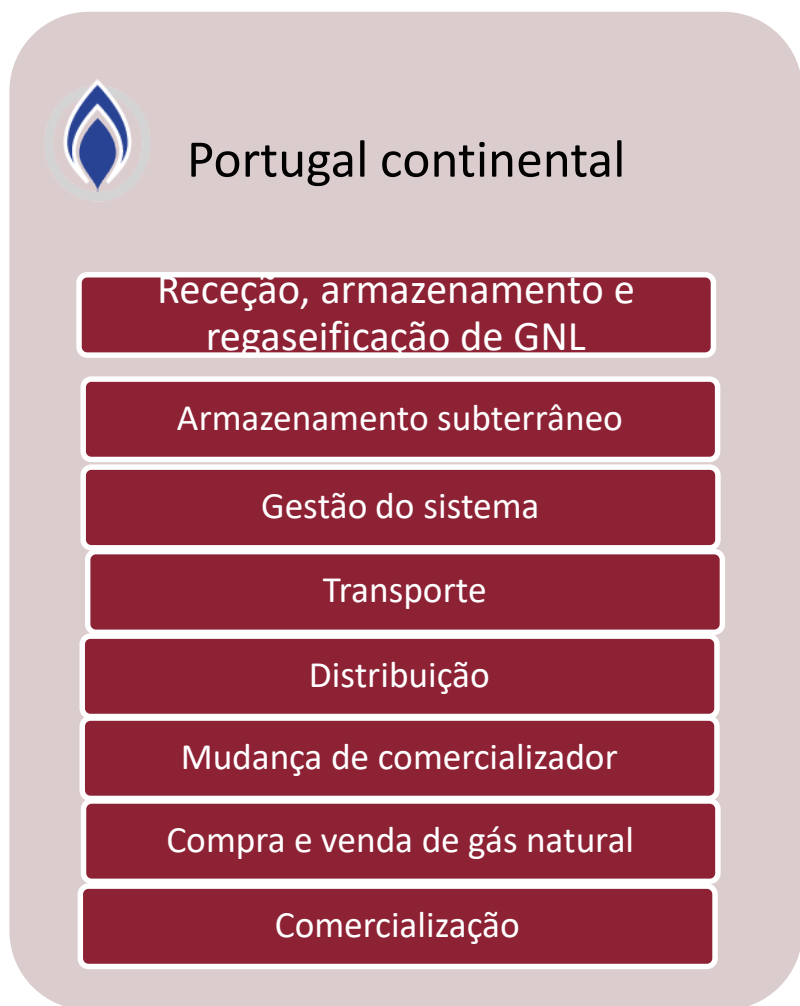 Portugal continental
Receção, armazenamento e
regaseificação de GNL
Armazenamento subterrâneo
Gestão do sistema
Transporte
Distribuição
Mudança de comercializador
Compra e venda de gás natural
Comercialização